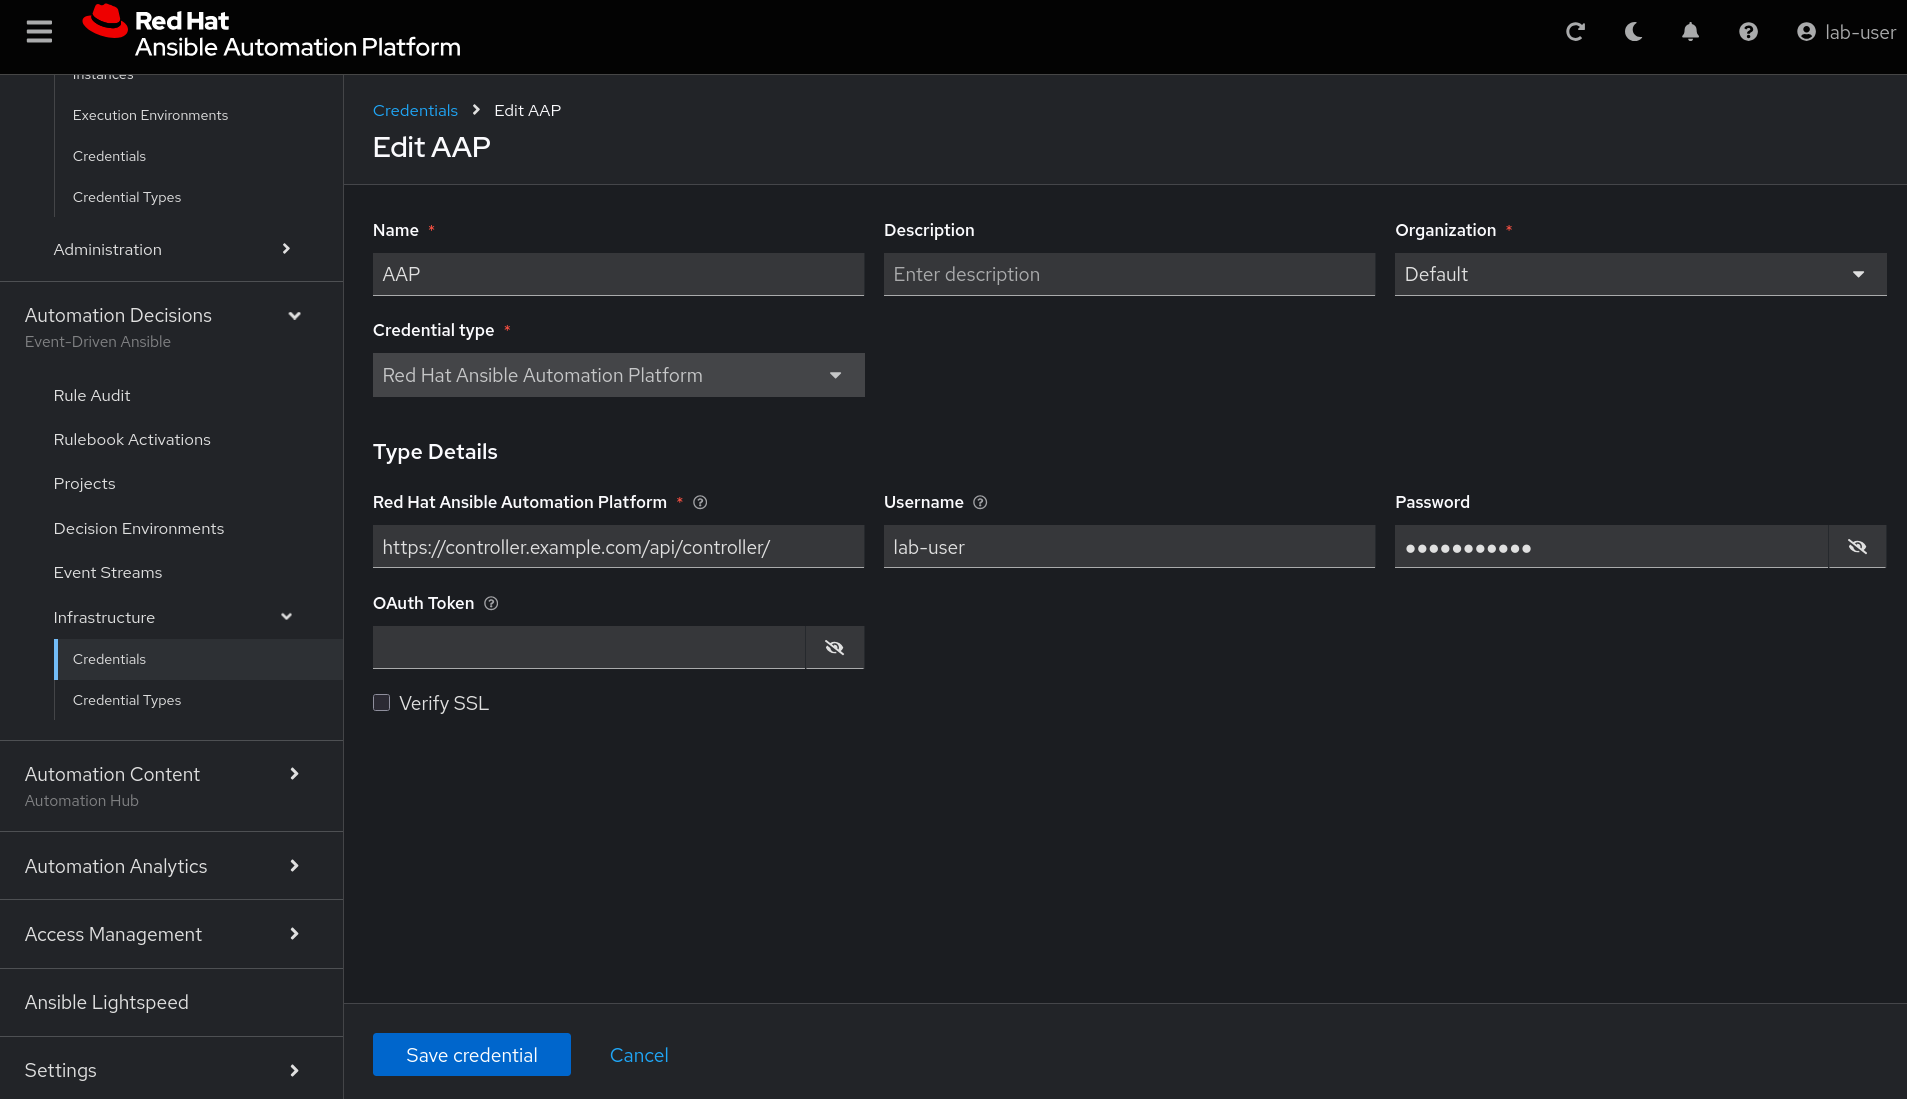 Red Hat
Ansible Automation Platform
lab-user
Instances
Execution Environments
Credentials
Credential Types
Administration
Automation Decisions
Event-Driven Ansible
Rule Audit
Rulebook Activations
Projects
Decision Environments
Event Streams
Infrastructure
Credentials
Credential Types
Automation Content
Automation Hub
Automation Analytics
Access Management
Ansible Lightspeed
Settings
Credentials > Edit AAP
Edit AAP
Name * Description Organization *
AAP Enter description Default
Credential type *
Red Hat Ansible Automation Platform
Type Details
Red Hat Ansible Automation Platform * Username Password
https://controller.example.com/api/controller/ lab-user •••••••••••
OAuth Token
Verify SSL
Save credential Cancel